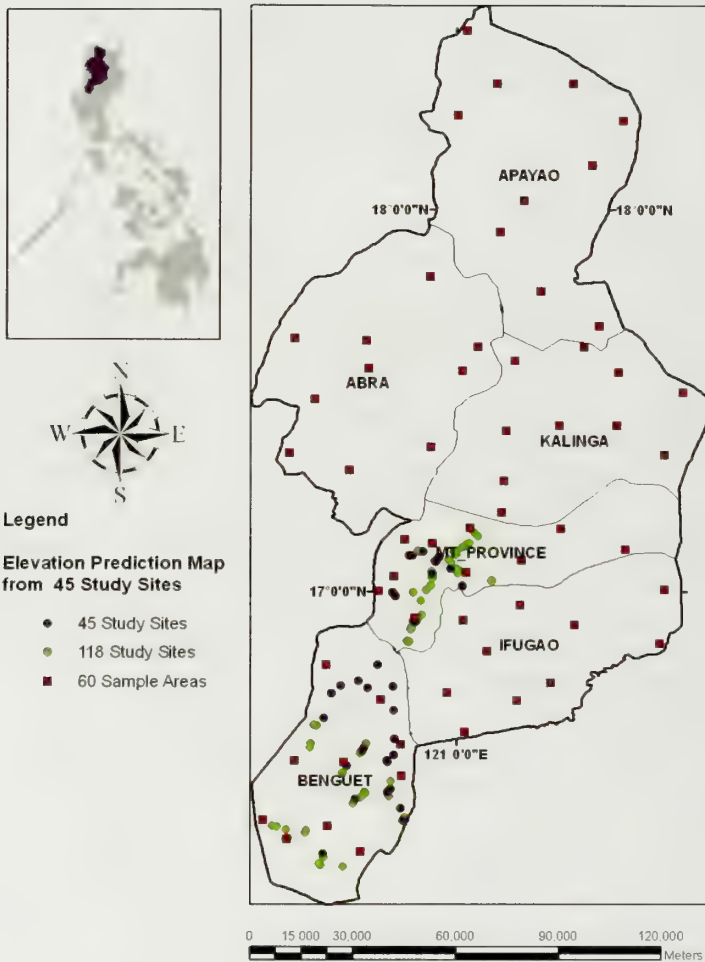 APAYAO
18°0'0"N
18°0'0"N
ABRA
KALINGA
N
W
E
S
Legend
Elevation Prediction Map
from 45 Study Sites
45 Study Sites
118 Study Sites
60 Sample Areas
MT_PROVINCE
17°0'0"N
IFUGAO
121 0'0"E
BENGUET
0 15 000 30,000 60,000 90,000 120,000
Meters